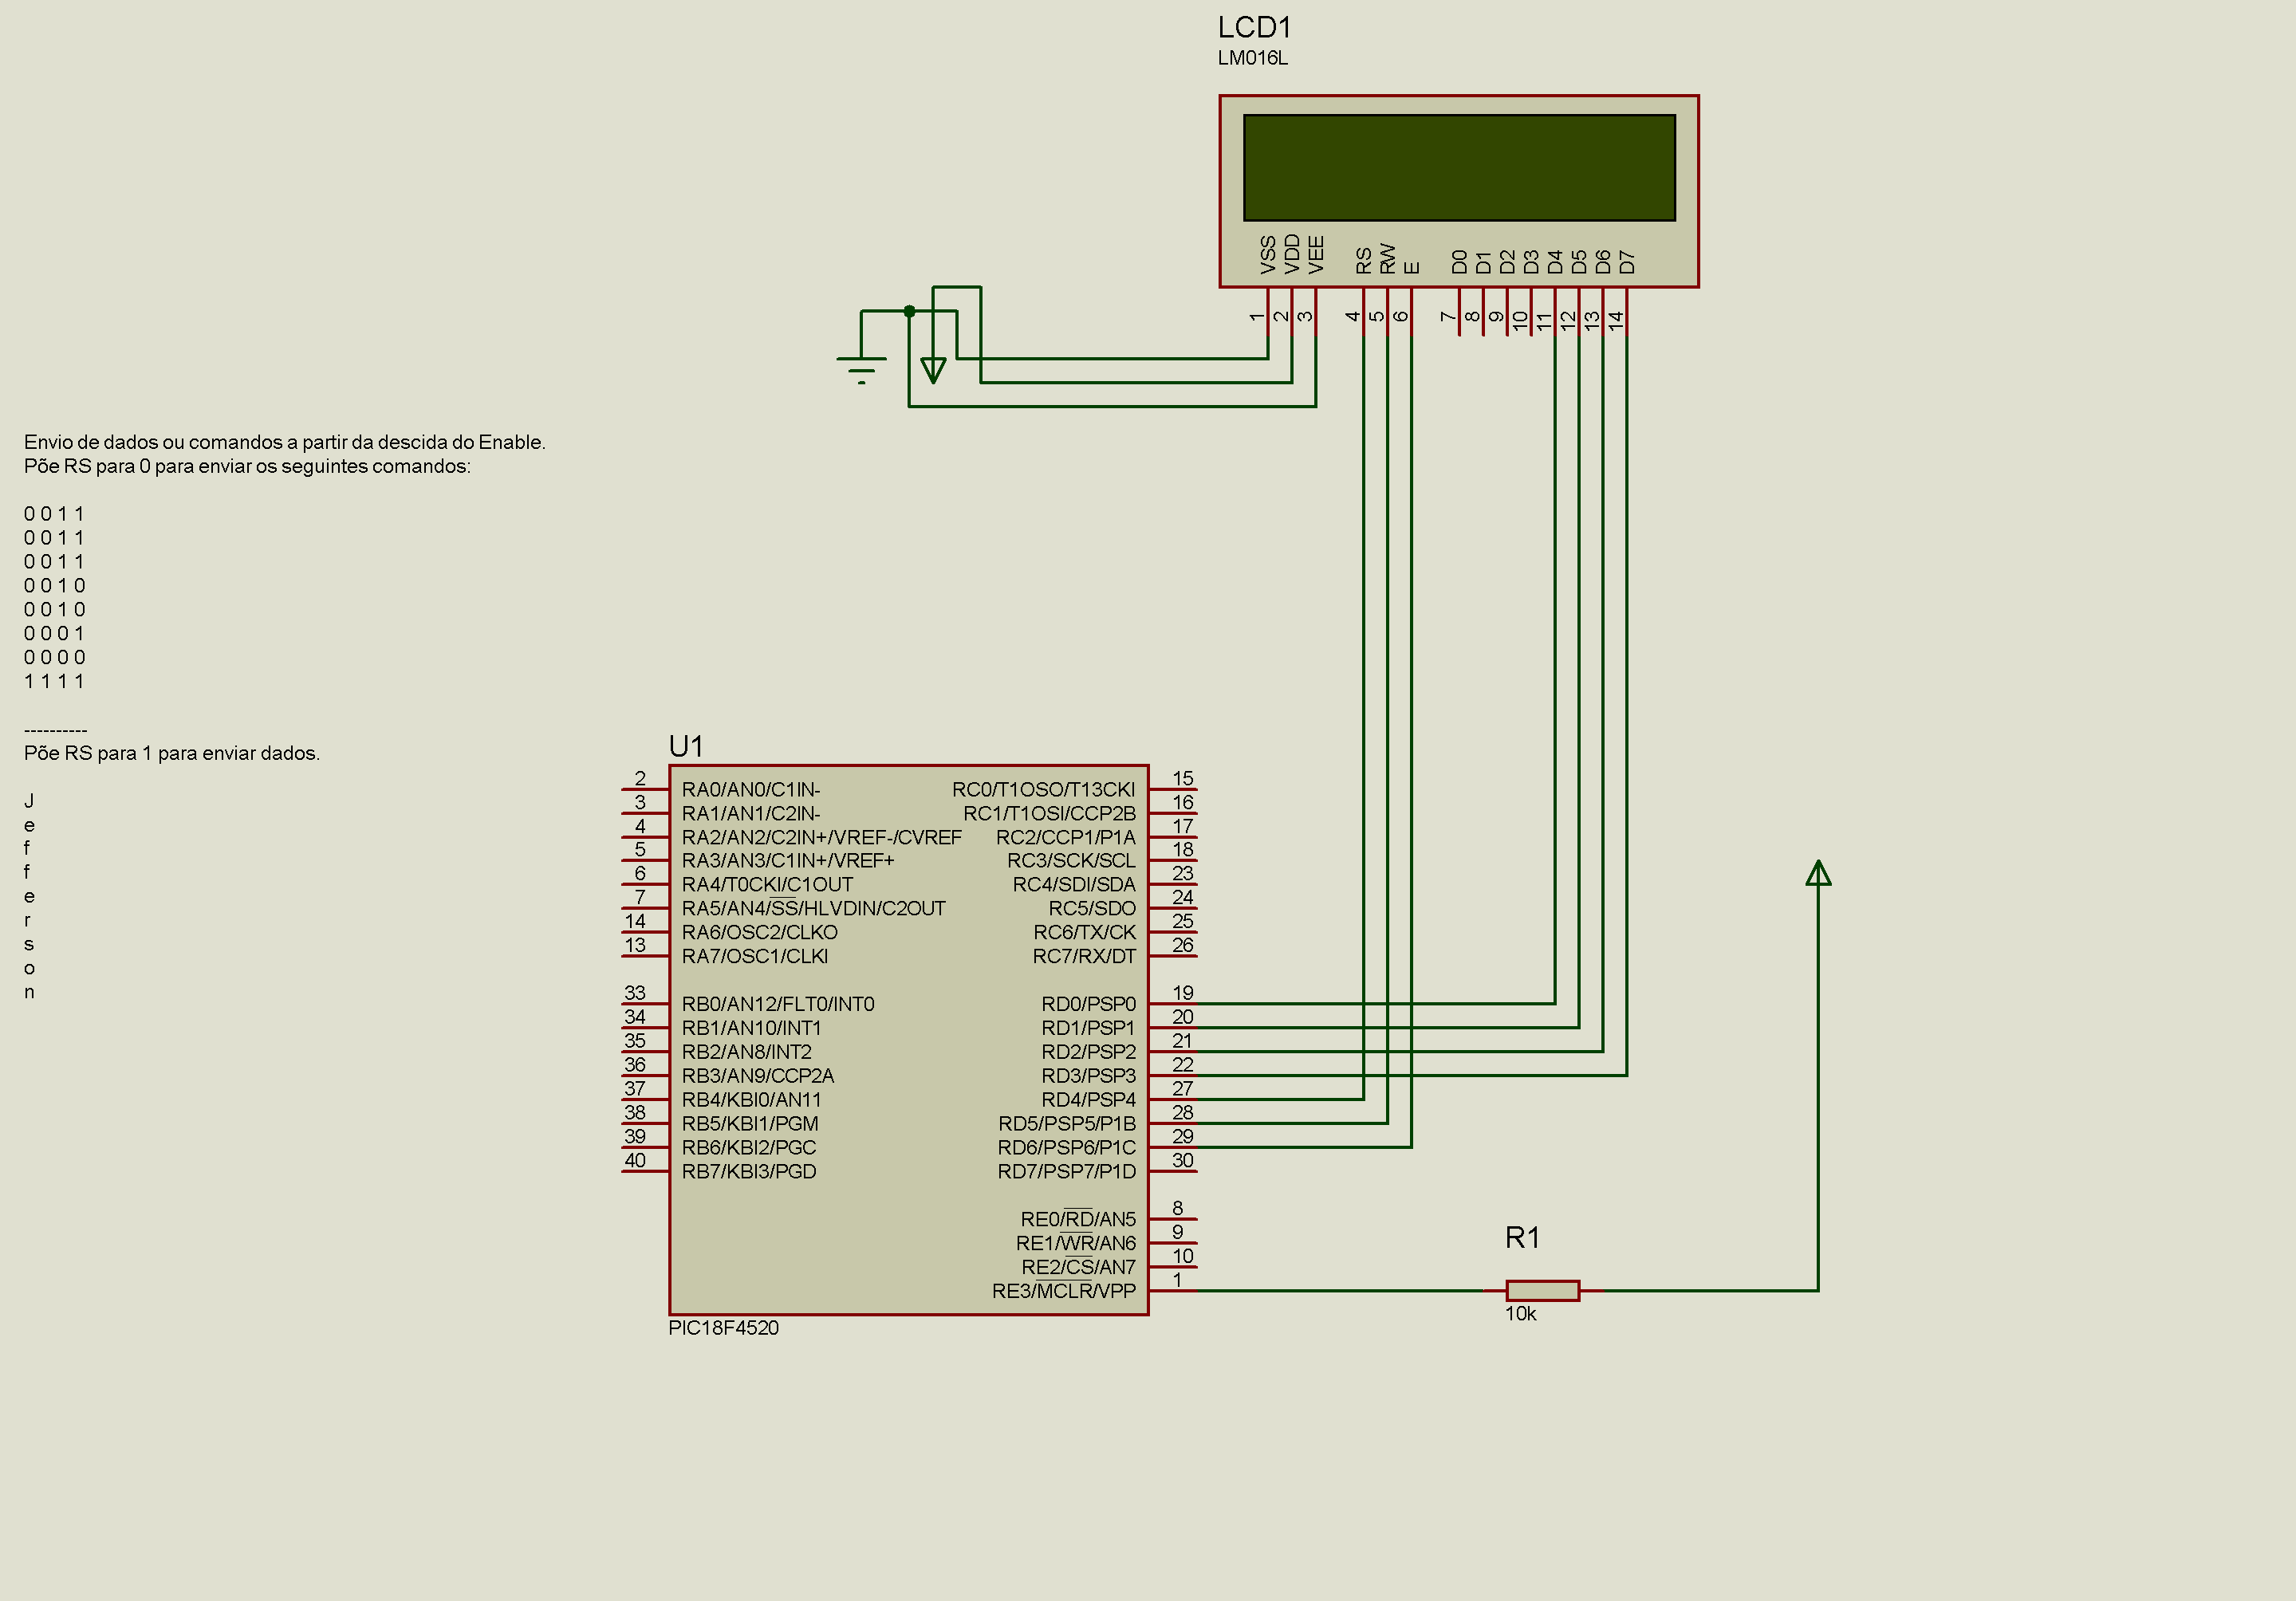 LCD1
LM016L
VSS
VDD
VEE
RS
RW
E
D0
D1
D2
D3
D4
D5
D6
D7
1
2
3
4
5
6
7
8
9
10
11
12
13
14
Envio de dados ou comandos a partir da descida do Enable.
Põe RS para 0 para enviar os seguintes comandos:
0 0 1 1
0 0 1 1
0 0 1 1
0 0 1 0
0 0 1 0
0 0 0 1
0 0 0 0
1 1 1 1
----------
Põe RS para 1 para enviar dados.
J
e
f
f
e
r
s
o
n
U1
2 RA0/AN0/C1IN-
3 RA1/AN1/C2IN-
4 RA2/AN2/C2IN+/VREF-/CVREF
5 RA3/AN3/C1IN+/VREF+
6 RA4/T0CKI/C1OUT
7 RA5/AN4/SS/HLVDIN/C2OUT
14 RA6/OSC2/CLKO
13 RA7/OSC1/CLKI
33 RB0/AN12/FLT0/INT0
34 RB1/AN10/INT1
35 RB2/AN8/INT2
36 RB3/AN9/CCP2A
37 RB4/KBI0/AN11
38 RB5/KBI1/PGM
39 RB6/KBI2/PGC
40 RB7/KBI3/PGD
RC0/T1OSO/T13CKI 15
RC1/T1OSI/CCP2B 16
RC2/CCP1/P1A 17
RC3/SCK/SCL 18
RC4/SDI/SDA 23
RC5/SDO 24
RC6/TX/CK 25
RC7/RX/DT 26
RD0/PSP0 19
RD1/PSP1 20
RD2/PSP2 21
RD3/PSP3 22
RD4/PSP4 27
RD5/PSP5/P1B 28
RD6/PSP6/P1C 29
RD7/PSP7/P1D 30
RE0/RD/AN5 8
RE1/WR/AN6 9
RE2/CS/AN7 10
RE3/MCLR/VPP 1
PIC18F4520
R1
10k